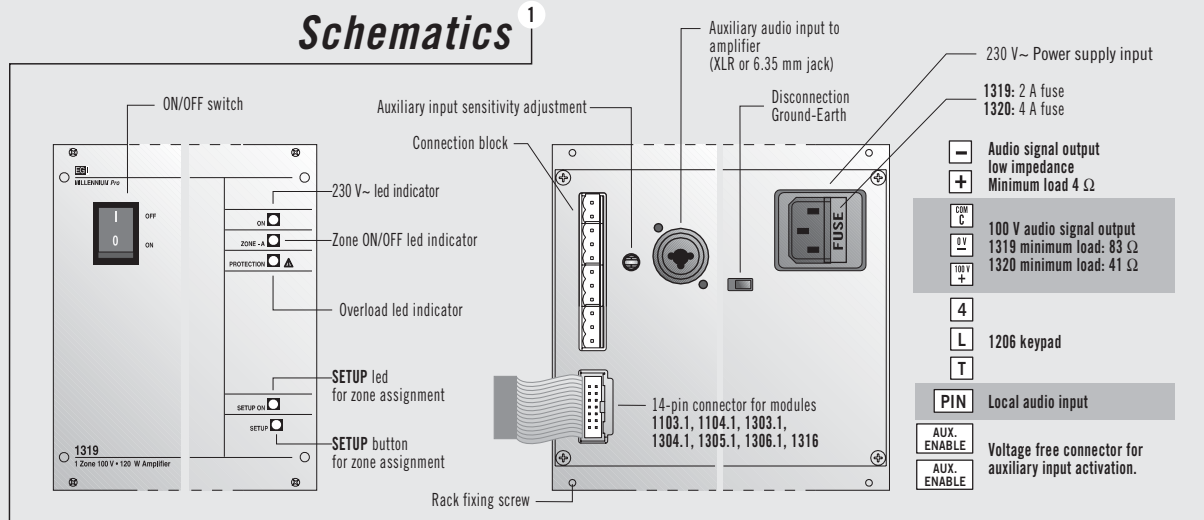 Schematics 1
ON/OFF switch
EGi
MILLENNIUM Pro
I
0
OFF
ON
ON
ZONE - A
PROTECTION
SETUP ON
SETUP
1319
1 Zone 100 V • 120 W Amplifier
230 V~ led indicator
Zone ON/OFF led indicator
Overload led indicator
SETUP led
for zone assignment
SETUP button
for zone assignment
Auxiliary input sensitivity adjustment
Connection block
Auxiliary audio input to
amplifier
(XLR or 6.35 mm jack)
Disconnection
Ground-Earth
FUSE
14-pin connector for modules
1103.1, 1104.1, 1303.1,
1304.1, 1305.1, 1306.1, 1316
Rack fixing screw
230 V~ Power supply input
1319: 2 A fuse
1320: 4 A fuse
–
+
Audio signal output
low impedance
Minimum load 4 Ω
COM
C
0 V
–
100 V
+
100 V audio signal output
1319 minimum load: 83 Ω
1320 minimum load: 41 Ω
4
L
T
1206 keypad
PIN
Local audio input
AUX.
ENABLE
AUX.
ENABLE
Voltage free connector for
auxiliary input activation.